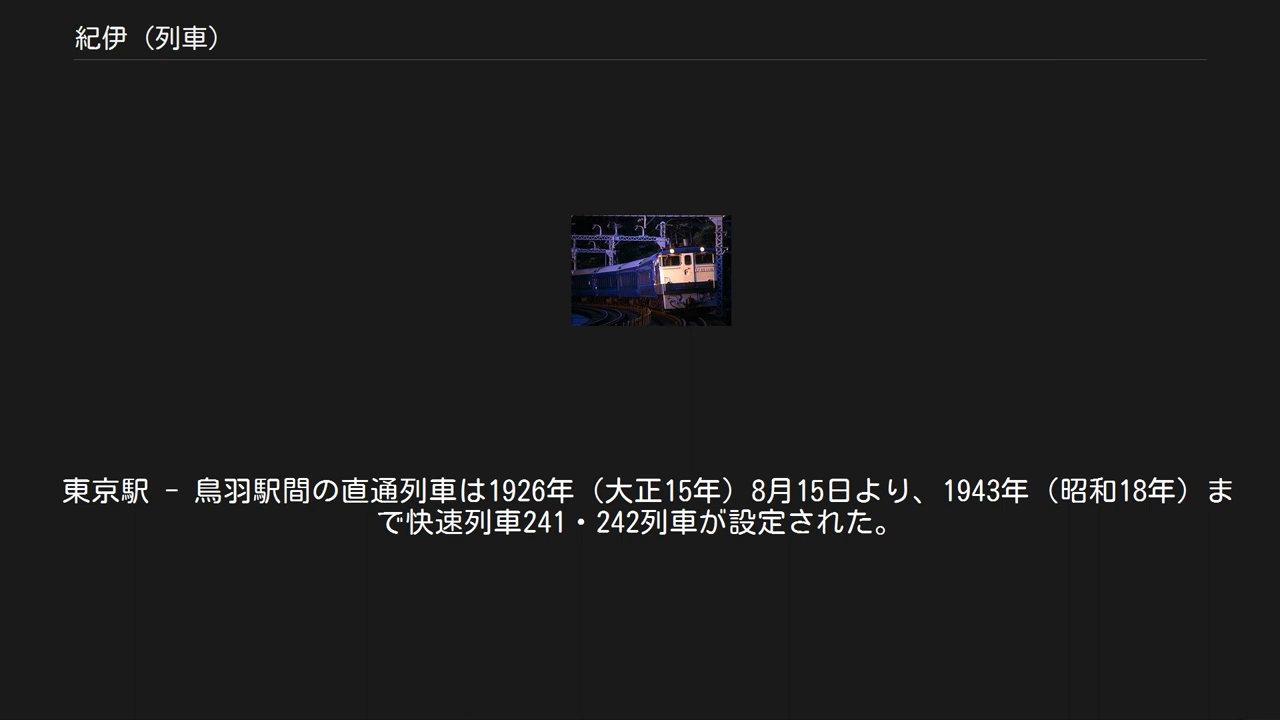 紀伊（列車）
東京駅 - 鳥羽駅間の直通列車は1926年（大正15年）8月15日より、1943年（昭和18年）ま
で快速列車241・242列車が設定された。